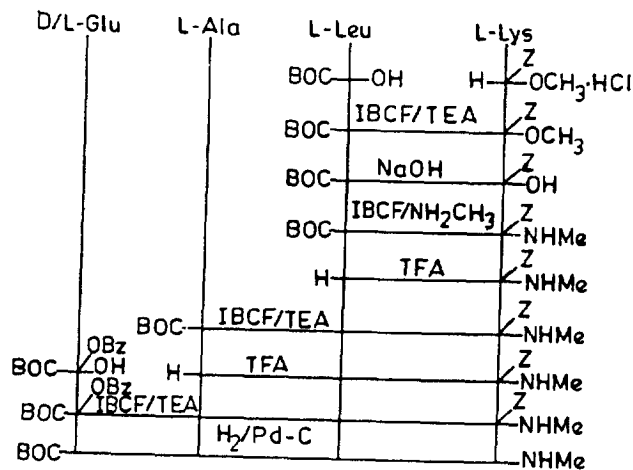 D/L-Glu L-Ala L-Leu L-Lys
BOC OH H Z OCH₃·HCl
BOC IBCF/TEA Z OCH₃
BOC NaOH Z OH
BOC IBCF/NH₂CH₃ Z NHMe
H TFA Z NHMe
BOC IBCF/TEA Z NHMe
BOC OBz OH H TFA Z NHMe
BOC OBz IBCF/TEA Z NHMe
BOC H₂/Pd-C NHMe